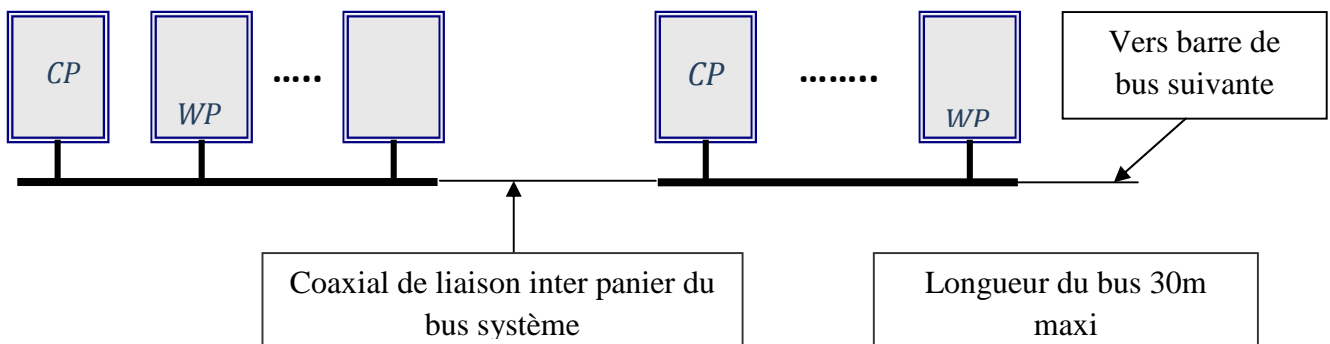 CP
WP
.....
CP
........
WP
Vers barre de
bus suivante
Coaxial de liaison inter panier du
bus système
Longueur du bus 30m
maxi